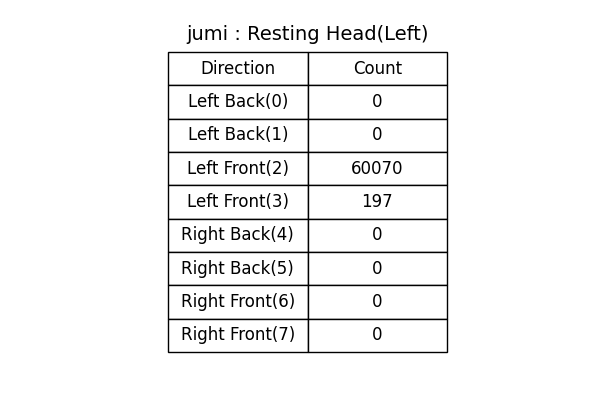 jumi : Resting Head(Left)
Direction Count
Left Back(0) 0
Left Back(1) 0
Left Front(2) 60070
Left Front(3) 197
Right Back(4) 0
Right Back(5) 0
Right Front(6) 0
Right Front(7) 0